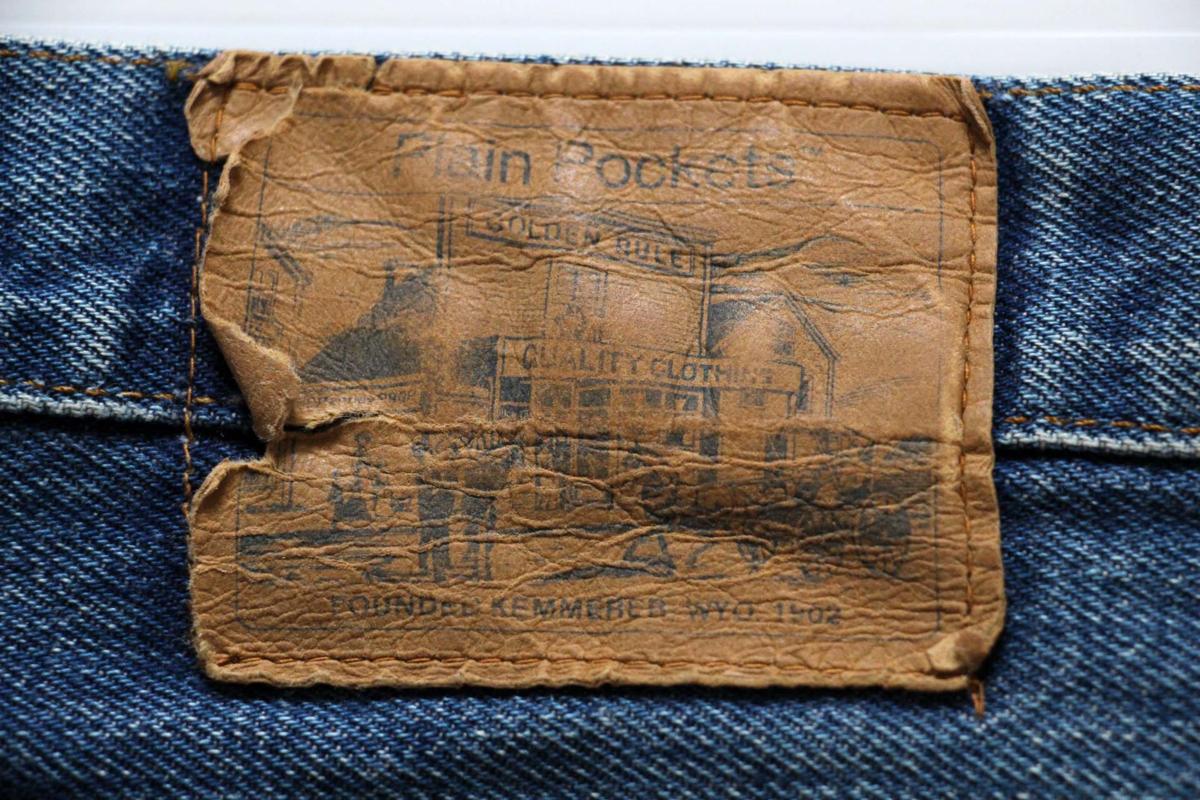 Plain Pockets™
GOLDEN RULE
QUALITY CLOTHING
FOUNDED KEMMERER, WYO. 1902